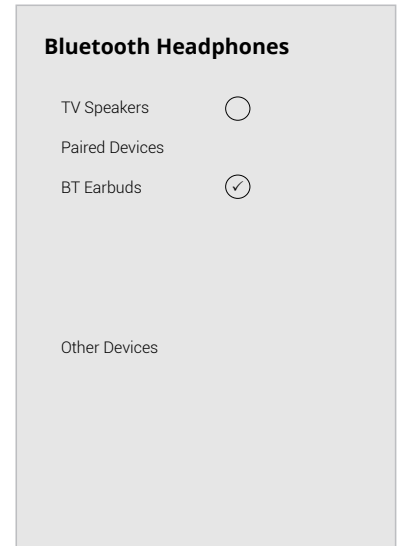 Bluetooth Headphones
TV Speakers
Paired Devices
BT Earbuds
Other Devices